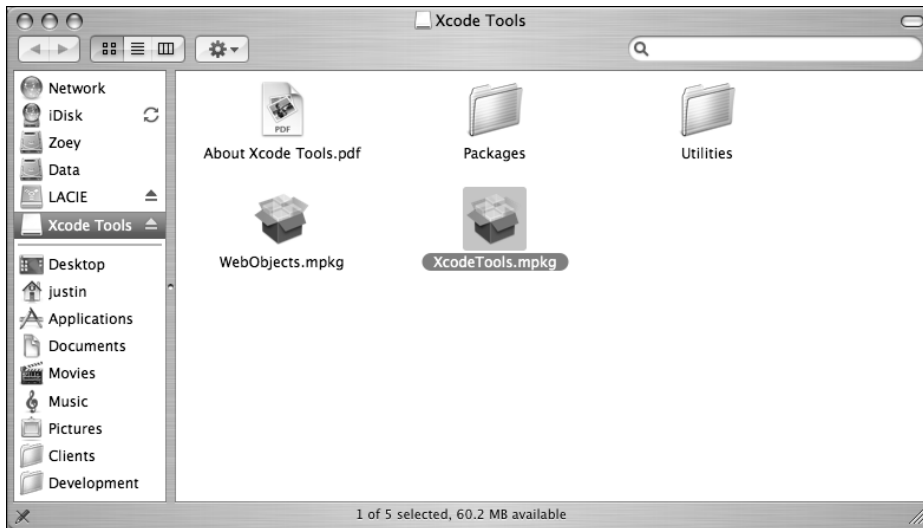 Xcode Tools
Network
iDisk
Zoey
Data
LACIE
Xcode Tools
Desktop
justin
Applications
Documents
Movies
Music
Pictures
Clients
Development
PDF
About Xcode Tools.pdf
Packages
Utilities
WebObjects.mpkg
XcodeTools.mpkg
1 of 5 selected, 60.2 MB available